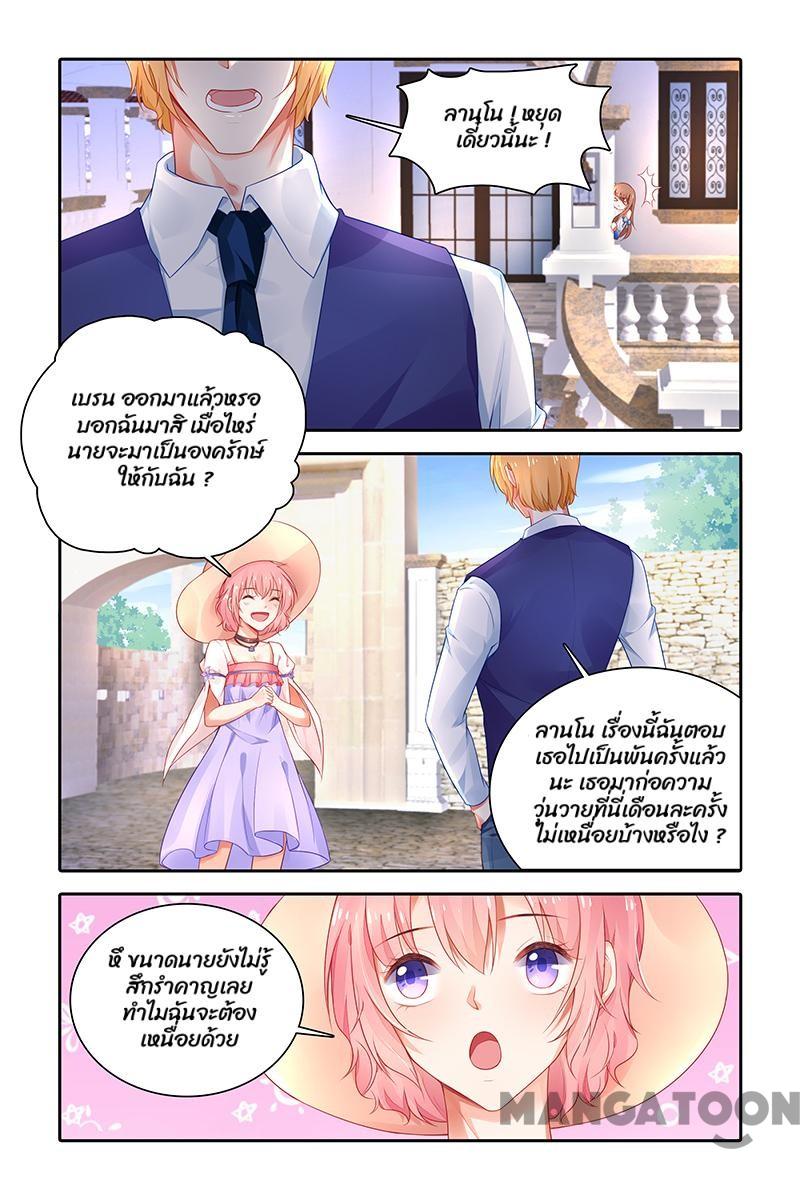 ลานโน ! หยุด
เดี๋ยวนี้นะ !
เบรน ออกมาแล้วหรอ
บอกฉันมาสิ เมื่อไหร่
นายจะมาเป็นองครักษ์
ให้กับฉัน ?
ลานโน เรื่องนี้ฉันตอบ
เธอไปเป็นพันครั้งแล้ว
นะ เธอมาก่อความ
วุ่นวายที่นี่เดือนละครั้ง
ไม่เหนื่อยบ้างหรือไง ?
หึ ขนาดนายยังไม่รู้
สึกรำคาญเลย
ทำไมฉันจะต้อง
เหนื่อยด้วย
MANGATOON